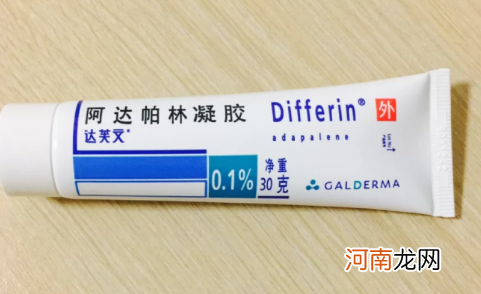 阿达帕林凝胶 Differin® 外
达芙文* adapalene
0.1% 净重
30克 GALDERMA
河南龙网